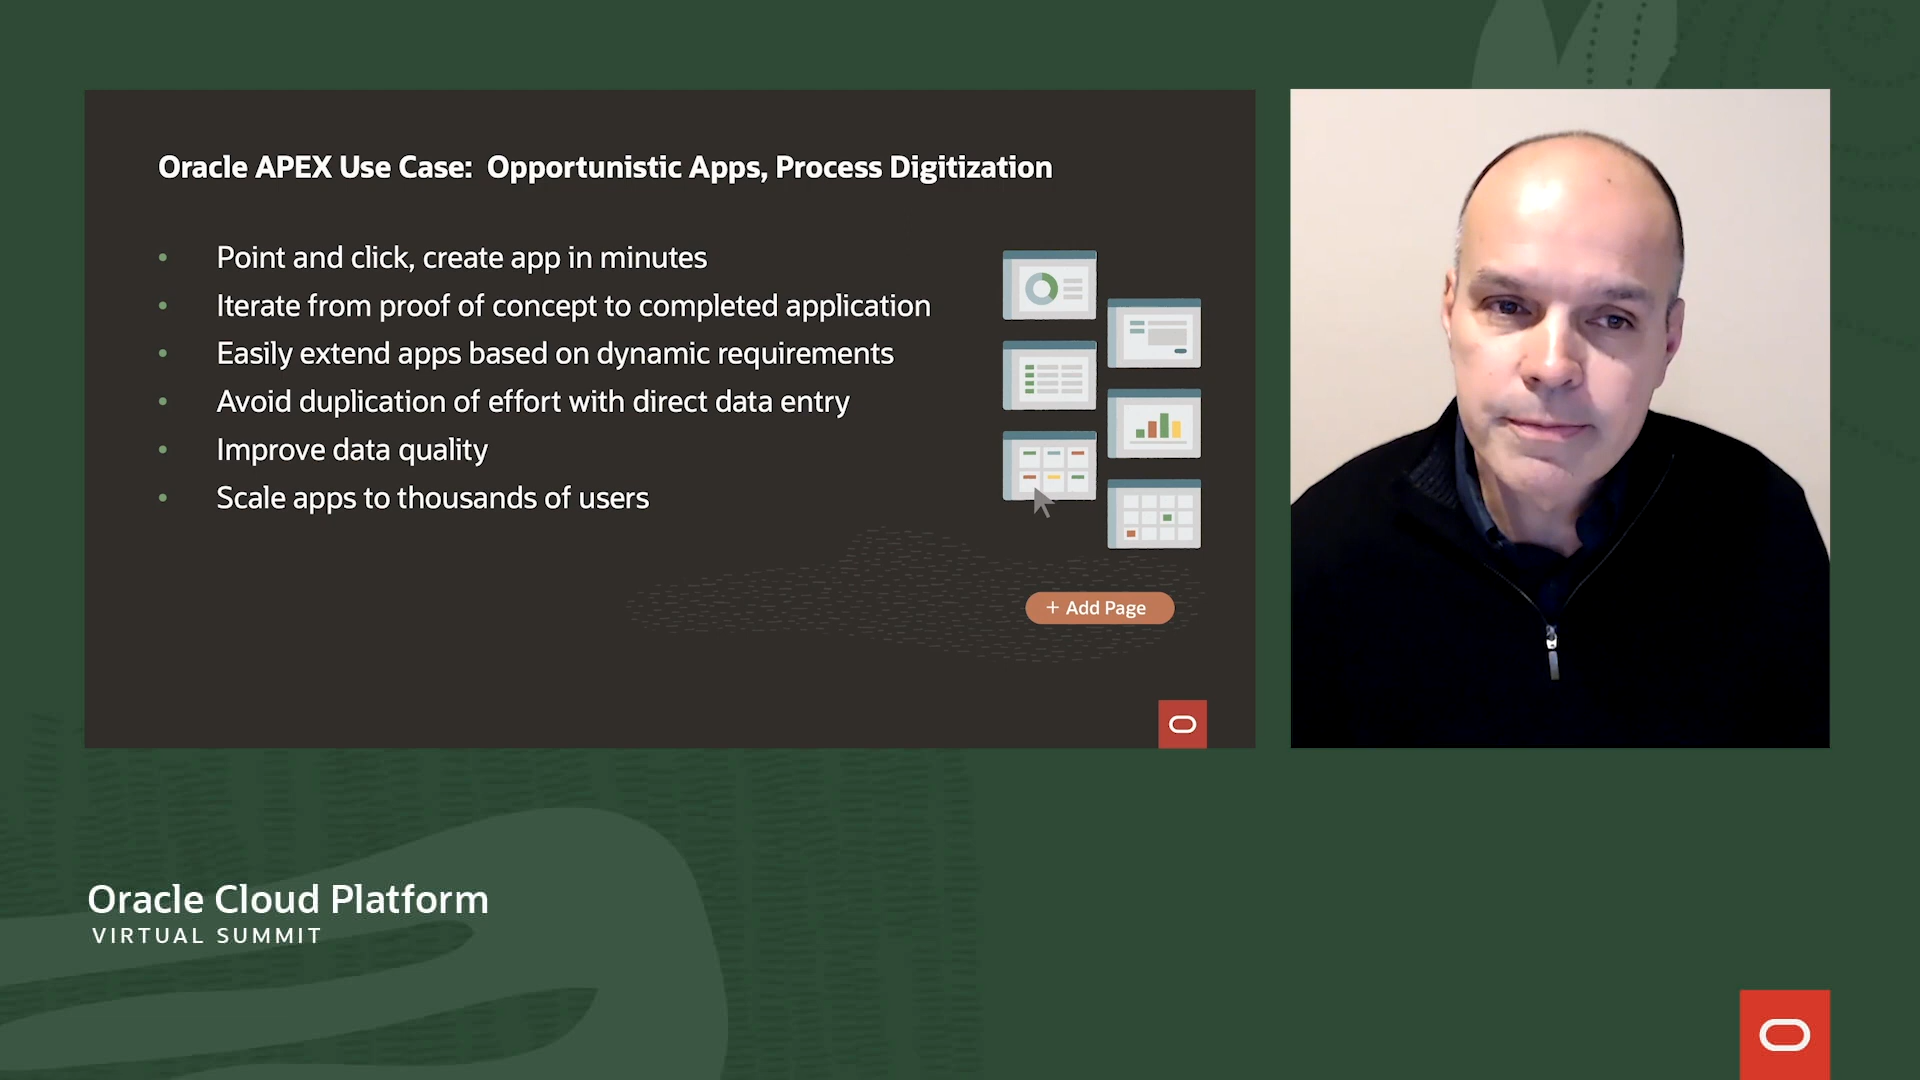 Oracle APEX Use Case:  Opportunistic Apps, Process Digitization
• Point and click, create app in minutes
• Iterate from proof of concept to completed application
• Easily extend apps based on dynamic requirements
• Avoid duplication of effort with direct data entry
• Improve data quality
• Scale apps to thousands of users
+ Add Page
Oracle Cloud Platform
VIRTUAL SUMMIT